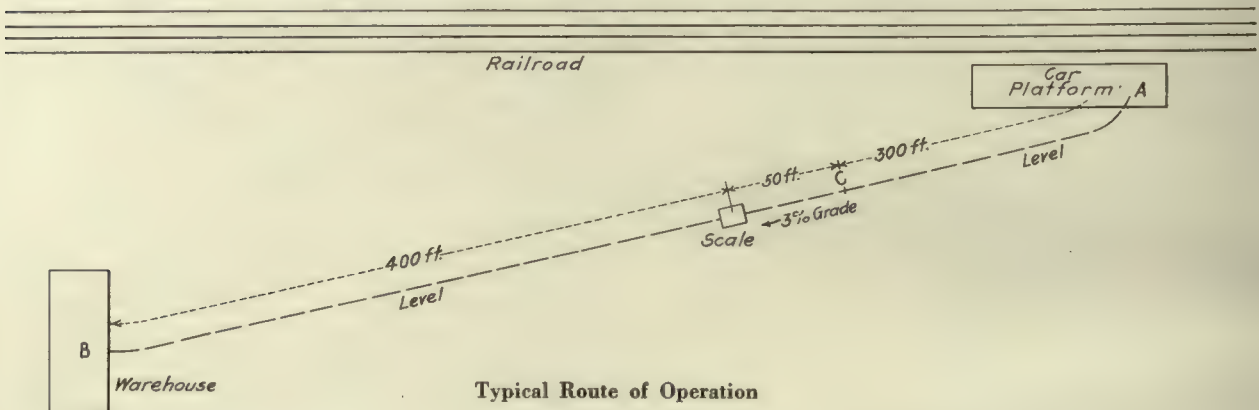 Railroad
Car
Platform
A
300 ft.
Level
50 ft.
C
3% Grade
Scale
400 ft.
Level
B
Warehouse
Typical Route of Operation